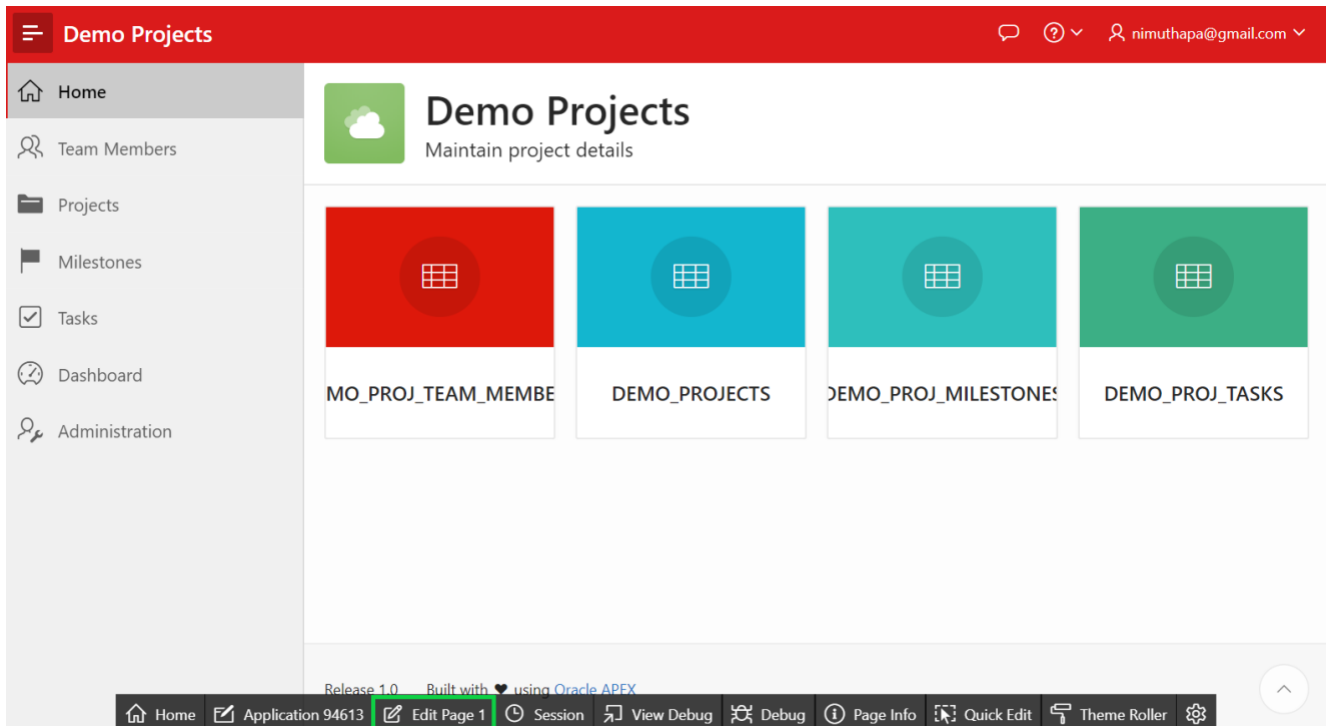 Demo Projects
nimuthapa@gmail.com
Home
Team Members
Projects
Milestones
Tasks
Dashboard
Administration
Demo Projects
Maintain project details
MO_PROJ_TEAM_MEMBE
DEMO_PROJECTS
DEMO_PROJ_MILESTONES
DEMO_PROJ_TASKS
Release 1.0 Built with ♥ using Oracle APEX
Home Application 94613 Edit Page 1 Session View Debug Debug Page Info Quick Edit Theme Roller